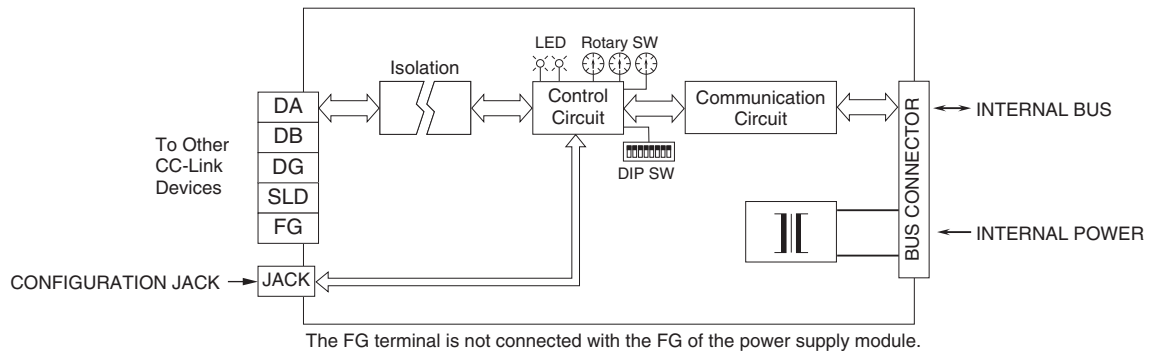 LED
Rotary SW
Isolation
DA
DB
DG
SLD
FG
To Other
CC-Link
Devices
Control
Circuit
Communication
Circuit
DIP SW
BUS CONNECTOR
INTERNAL BUS
INTERNAL POWER
CONFIGURATION JACK
JACK
The FG terminal is not connected with the FG of the power supply module.